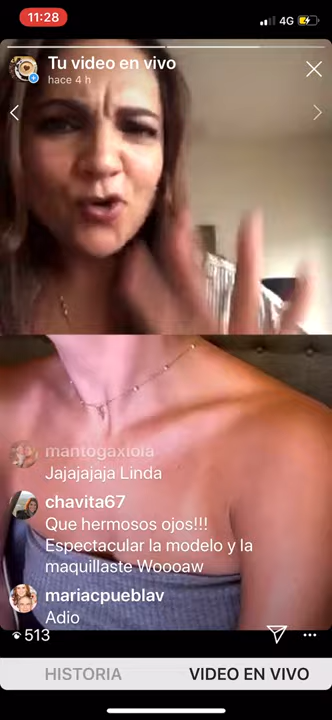 11:28
4G
Tu video en vivo
hace 4 h
mantogaxiola
Jajajajaja Linda
chavita67
Que hermosos ojos!!!
Espectacular la modelo y la
maquillaste Woooaw
mariacpueblav
Adio
513
HISTORIA
VIDEO EN VIVO